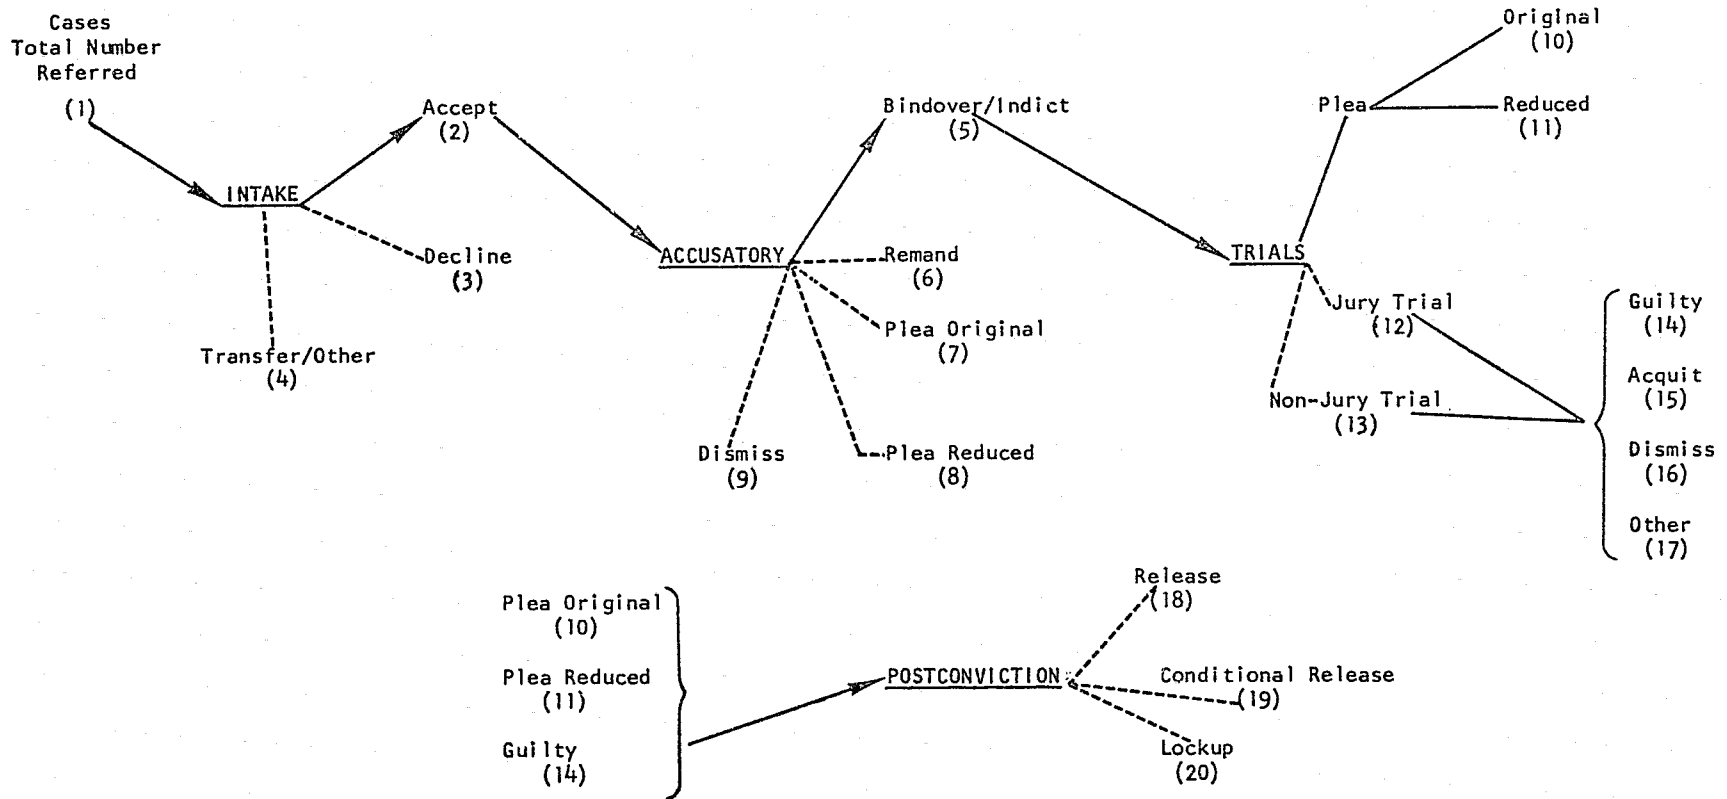 Cases
Total Number
Referred
(1)
INTAKE
Accept
(2)
Decline
(3)
Transfer/Other
(4)
ACCUSATORY
Bindover/Indict
(5)
Remand
(6)
Plea Original
(7)
Plea Reduced
(8)
Dismiss
(9)
TRIALS
Plea
Original
(10)
Reduced
(11)
Jury Trial
(12)
Non-Jury Trial
(13)
Guilty
(14)
Acquit
(15)
Dismiss
(16)
Other
(17)
Plea Original
(10)
Plea Reduced
(11)
Guilty
(14)
POSTCONVICTION
Release
(18)
Conditional Release
(19)
Lockup
(20)